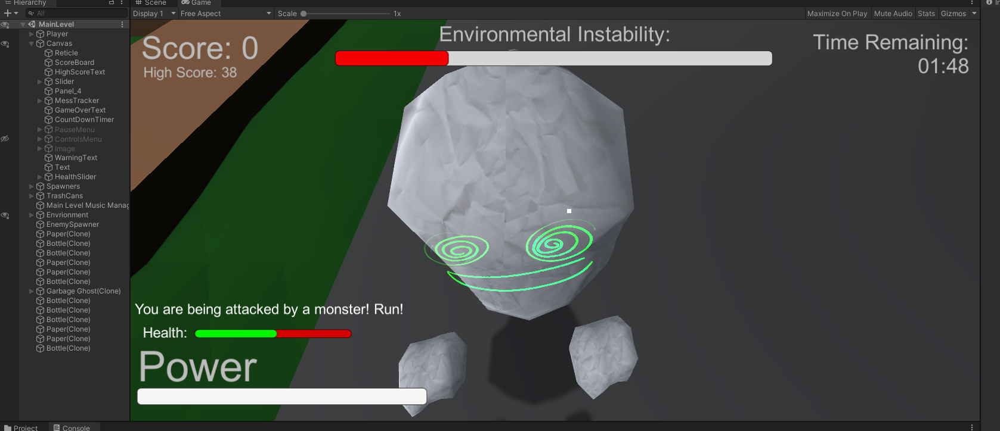 Hierarchy
All
MainLevel
Player
Canvas
Reticle
ScoreBoard
HighScoreText
Slider
Panel_4
MessTracker
GameOverText
CountDownTimer
PauseMenu
ControlsMenu
Image
WarningText
Text
HealthSlider
Spawners
TrashCans
Main Level Music Manag
Envrionment
EnemySpawner
Paper(Clone)
Bottle(Clone)
Bottle(Clone)
Paper(Clone)
Paper(Clone)
Bottle(Clone)
Garbage Ghost(Clone)
Bottle(Clone)
Bottle(Clone)
Bottle(Clone)
Paper(Clone)
Paper(Clone)
Bottle(Clone)
Scene Game
Display 1 Free Aspect Scale 1x Maximize On Play Mute Audio Stats Gizmos
Score: 0
High Score: 38
Environmental Instability:
Time Remaining:
01:48
You are being attacked by a monster! Run!
Health:
Power
Project Console